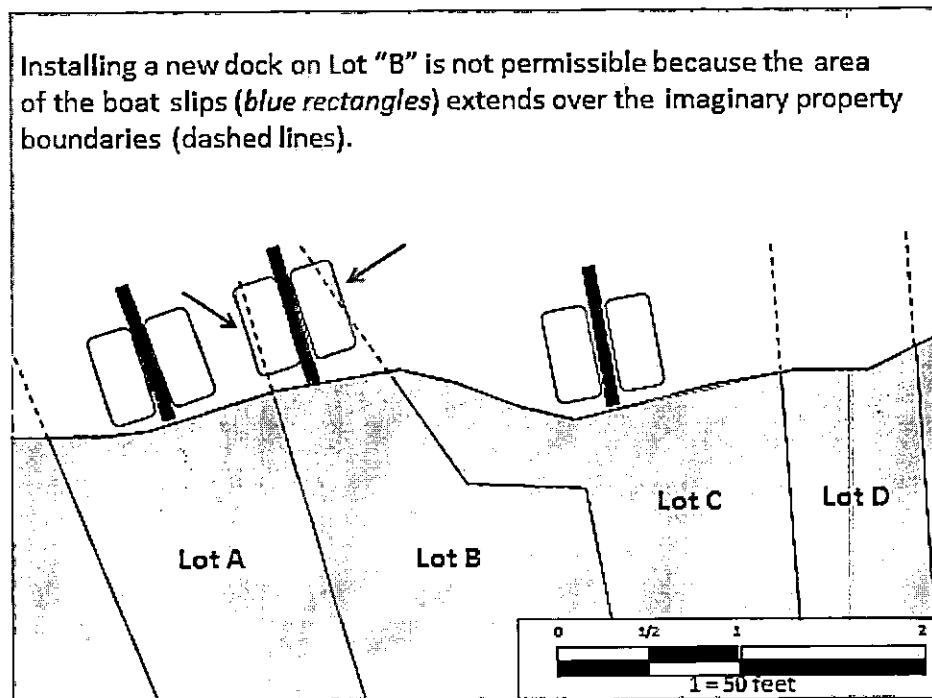 Installing a new dock on Lot "B" is not permissible because the area
of the boat slips (blue rectangles) extends over the imaginary property
boundaries (dashed lines).
Lot A
Lot B
Lot C
Lot D
0 1/2 1 2
1 = 50 feet